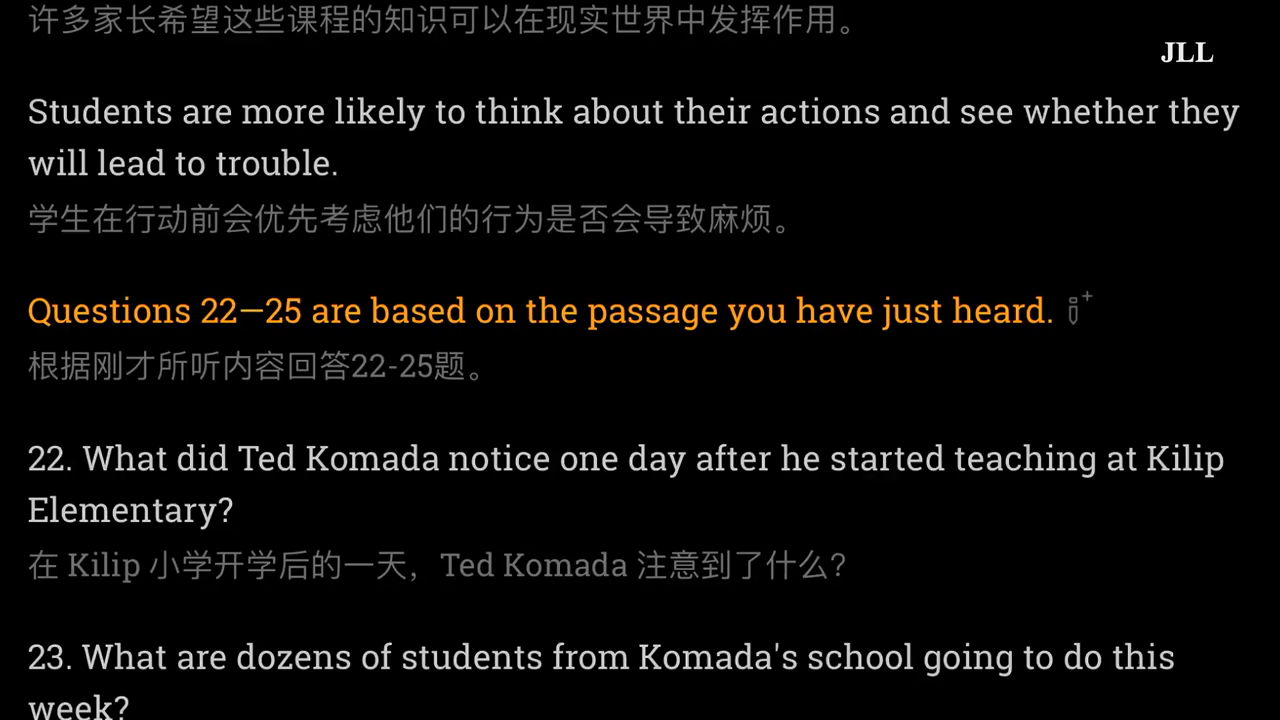 许多家长希望这些课程的知识可以在现实世界中发挥作用。
JLL
Students are more likely to think about their actions and see whether they
will lead to trouble.
学生在行动前会优先考虑他们的行为是否会导致麻烦。
Questions 22—25 are based on the passage you have just heard.
根据刚才所听内容回答22-25题。
22. What did Ted Komada notice one day after he started teaching at Kilip
Elementary?
在 Kilip 小学开学后的一天，Ted Komada 注意到了什么?
23. What are dozens of students from Komada's school going to do this
week?